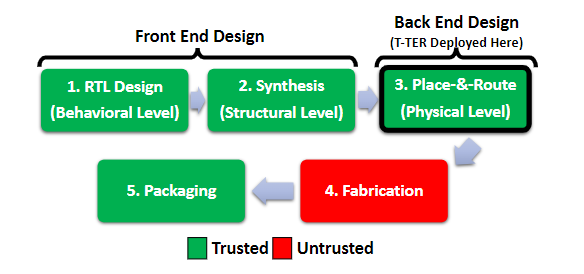 Front End Design
Back End Design
(T-TER Deployed Here)
1. RTL Design
(Behavioral Level)
2. Synthesis
(Structural Level)
3. Place-&-Route
(Physical Level)
5. Packaging
4. Fabrication
Trusted
Untrusted